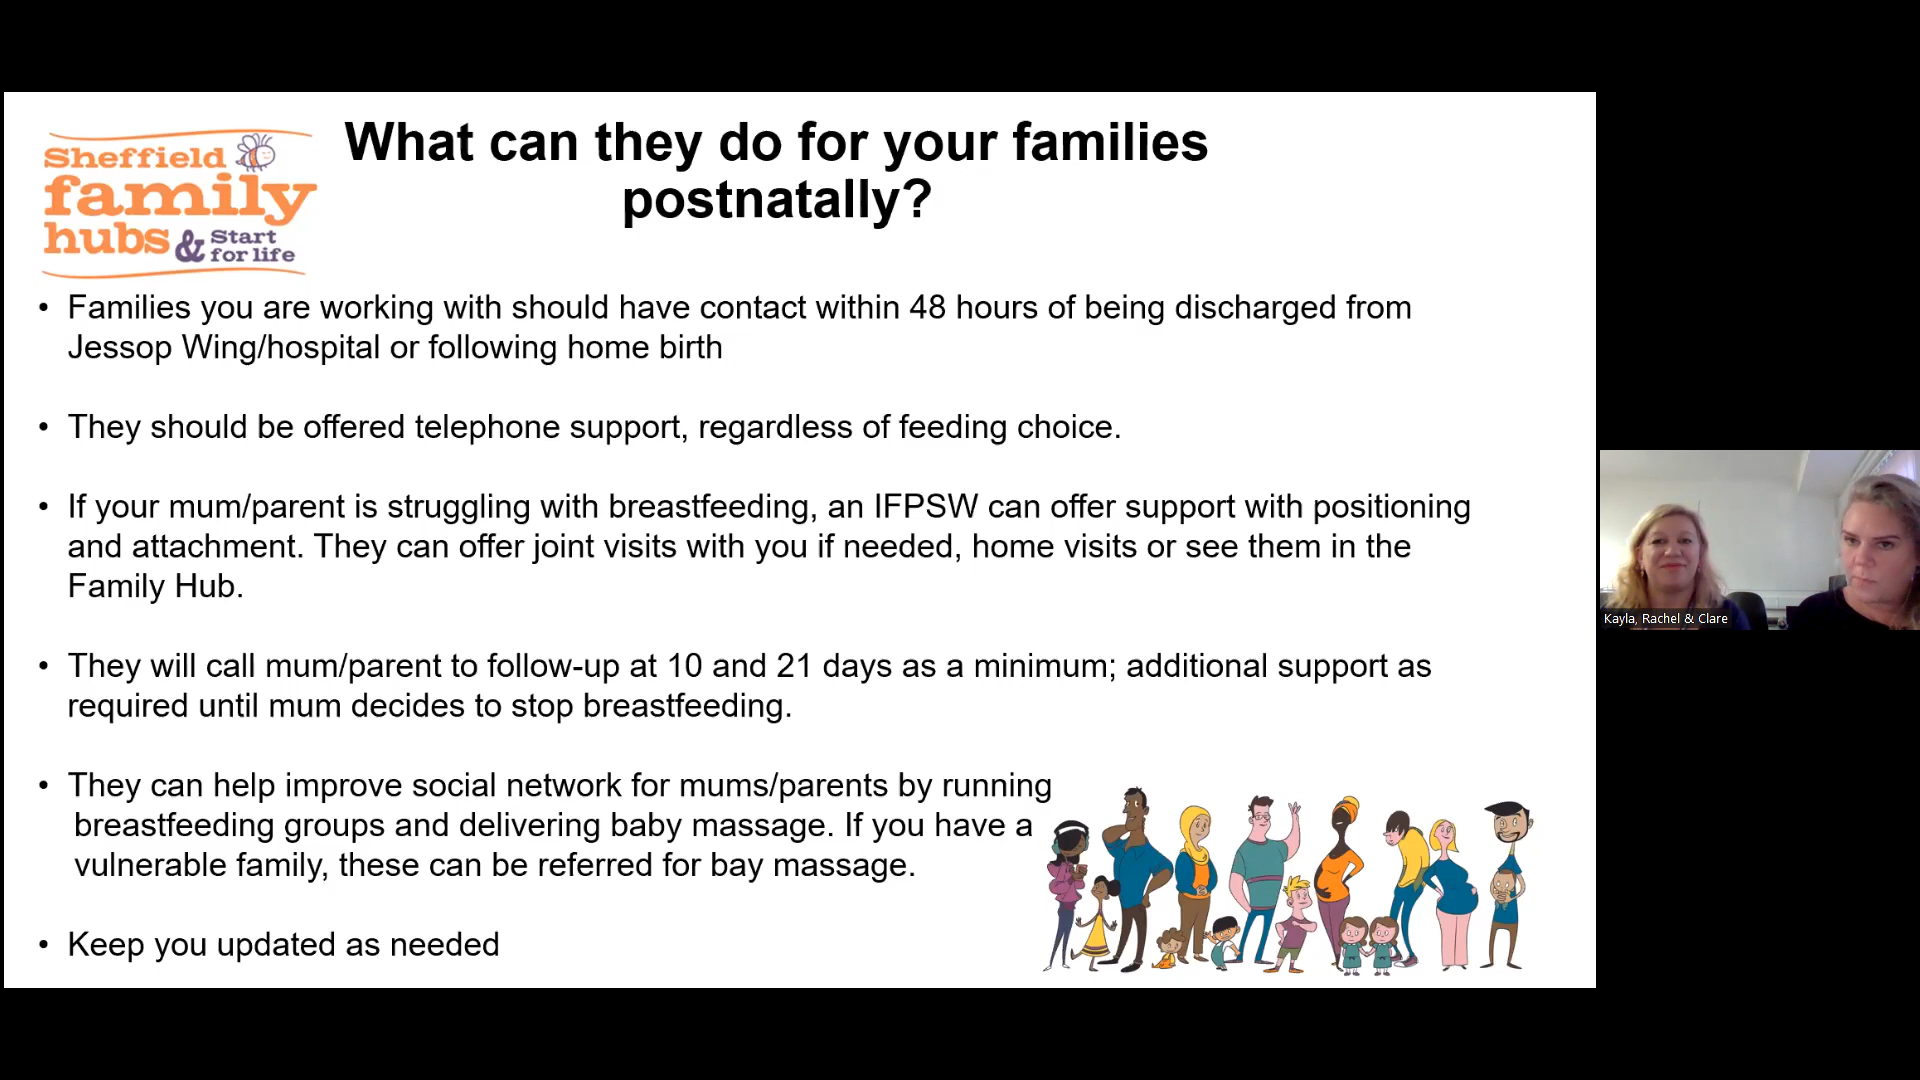 Sheffield
family
hubs & Start
for life
What can they do for your families
postnatally?
• Families you are working with should have contact within 48 hours of being discharged from
Jessop Wing/hospital or following home birth
• They should be offered telephone support, regardless of feeding choice.
• If your mum/parent is struggling with breastfeeding, an IFPSW can offer support with positioning
and attachment. They can offer joint visits with you if needed, home visits or see them in the
Family Hub.
• They will call mum/parent to follow-up at 10 and 21 days as a minimum; additional support as
required until mum decides to stop breastfeeding.
• They can help improve social network for mums/parents by running
breastfeeding groups and delivering baby massage. If you have a
vulnerable family, these can be referred for bay massage.
• Keep you updated as needed
Kayla, Rachel & Clare